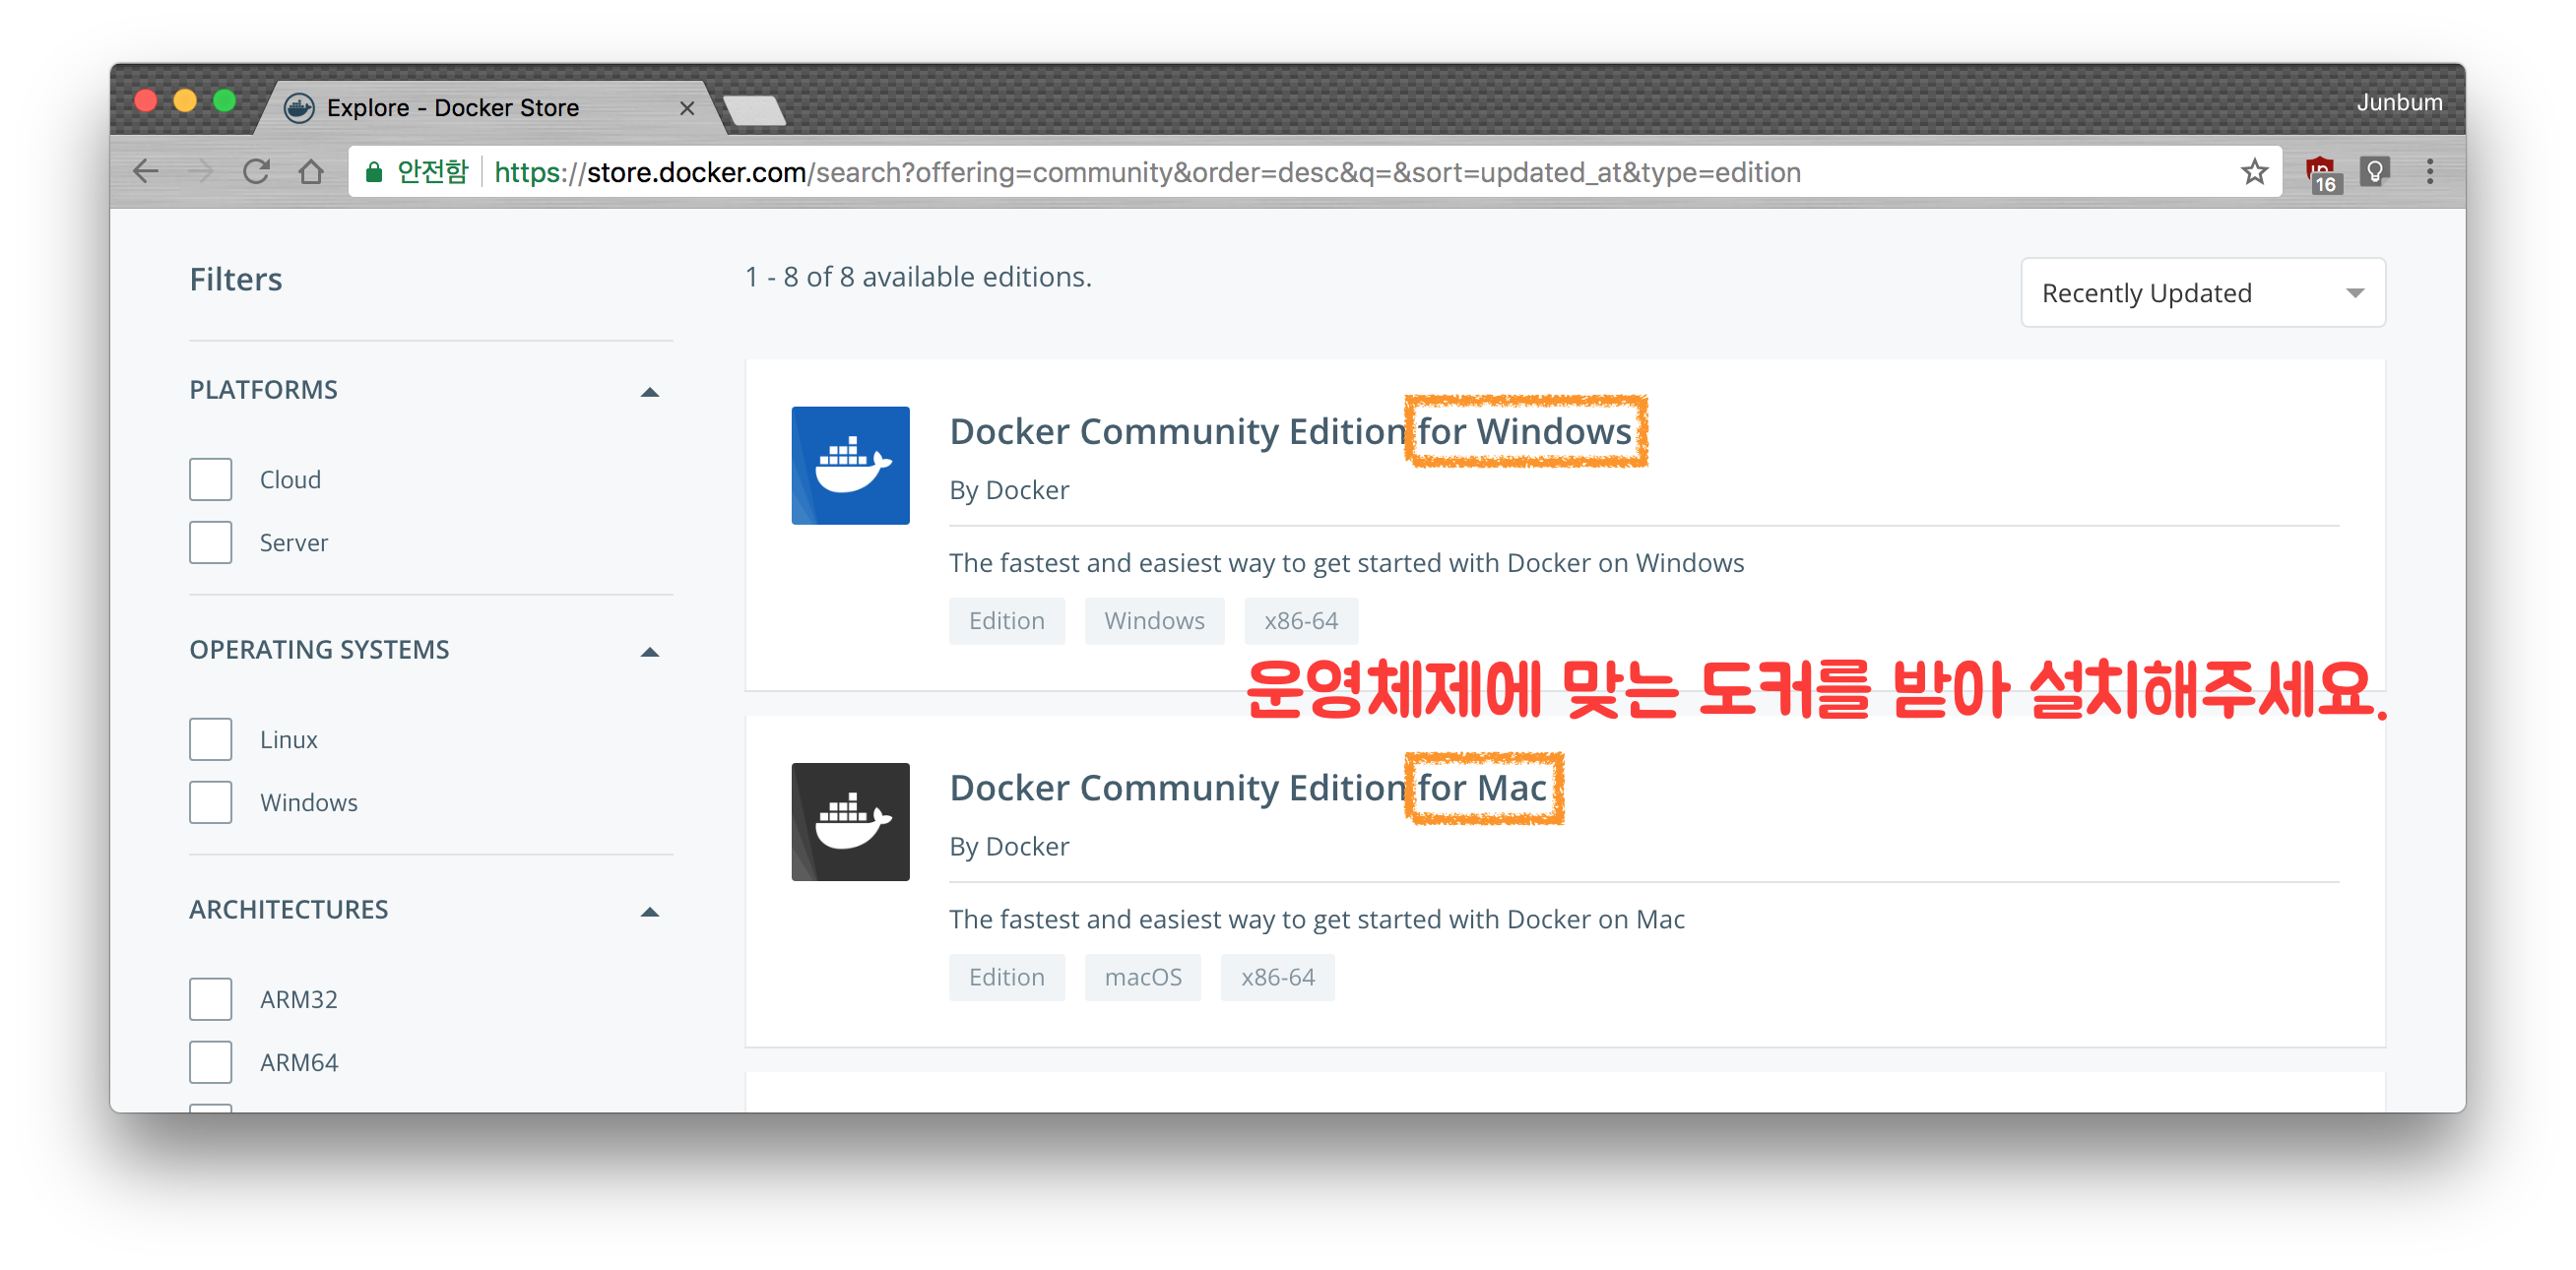 Explore - Docker Store
Junbum
안전함 https://store.docker.com/search?offering=community&order=desc&q=&sort=updated_at&type=edition
16
Filters
1 - 8 of 8 available editions.
Recently Updated
PLATFORMS
Cloud
Server
OPERATING SYSTEMS
Linux
Windows
ARCHITECTURES
ARM32
ARM64
Docker Community Edition for Windows
By Docker
The fastest and easiest way to get started with Docker on Windows
Edition Windows x86-64
운영체제에 맞는 도커를 받아 설치해주세요.
Docker Community Edition for Mac
By Docker
The fastest and easiest way to get started with Docker on Mac
Edition macOS x86-64